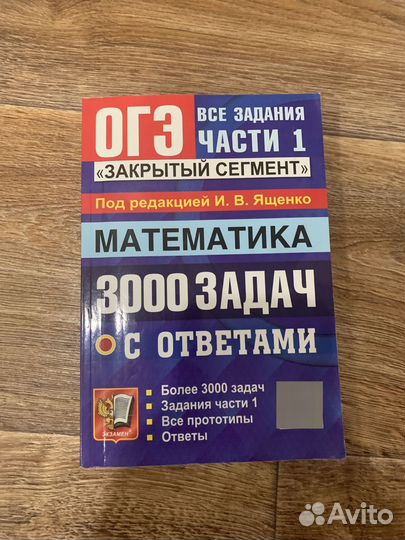 ОГЭ
ВСЕ ЗАДАНИЯ
ЧАСТИ 1
«ЗАКРЫТЫЙ СЕГМЕНТ»
Под редакцией И. В. Ященко
МАТЕМАТИКА
3000 ЗАДАЧ
С ОТВЕТАМИ
Более 3000 задач
Задания части 1
Все прототипы
Ответы
ЭКЗАМЕН
Avito